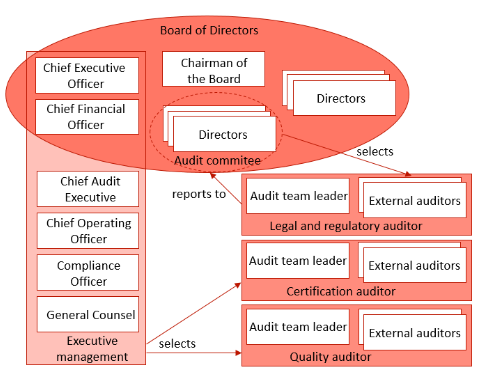 Board of Directors
Chief Executive
Officer
Chairman of
the Board
Chief Financial
Officer
Directors
Directors
Audit commitee
selects
Chief Audit
Executive
reports to
Audit team leader
External auditors
Legal and regulatory auditor
Chief Operating
Officer
Audit team leader
External auditors
Certification auditor
Compliance
Officer
General Counsel
Audit team leader
External auditors
Quality auditor
Executive
management
selects